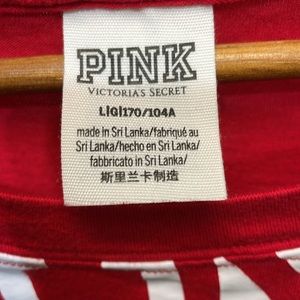 PINK
VICTORIA'S SECRET
L|G|170/104A
made in Sri Lanka/fabriqué au
Sri Lanka/hecho en Sri Lanka/
fabbricato in Sri Lanka/
斯里兰卡制造